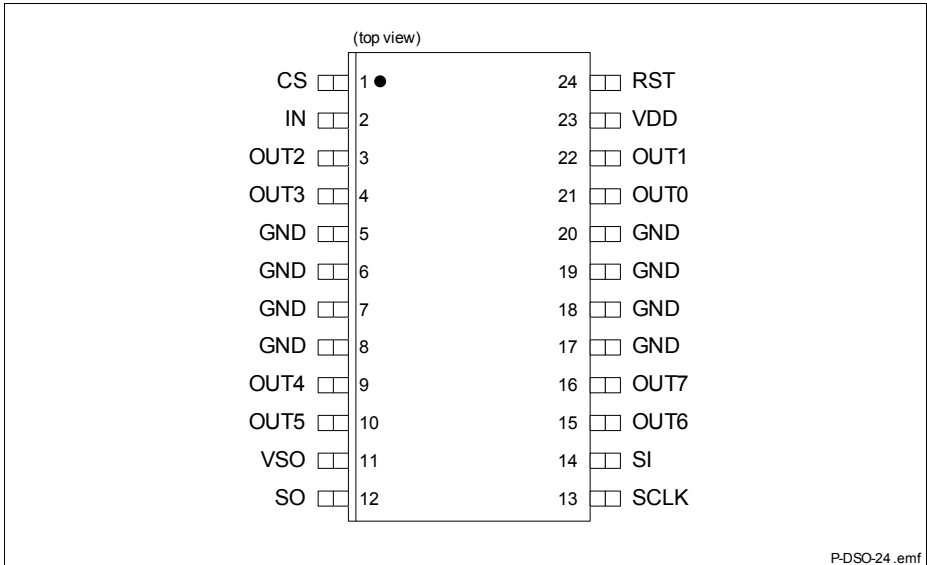 (top view)
CS 1 24 RST
IN 2 23 VDD
OUT2 3 22 OUT1
OUT3 4 21 OUT0
GND 5 20 GND
GND 6 19 GND
GND 7 18 GND
GND 8 17 GND
OUT4 9 16 OUT7
OUT5 10 15 OUT6
VSO 11 14 SI
SO 12 13 SCLK
P-DSO-24 .emf